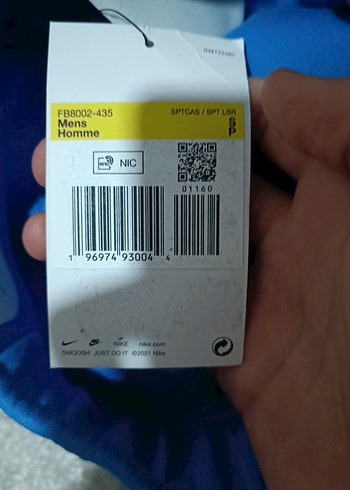 FB8002-435
SPTCAS / SPT LSR
Mens
Homme
S
P
NIC
01160
1 96974 93004 4
NIKE nike.com
SWOOSH JUST DO IT ©2021 Nike